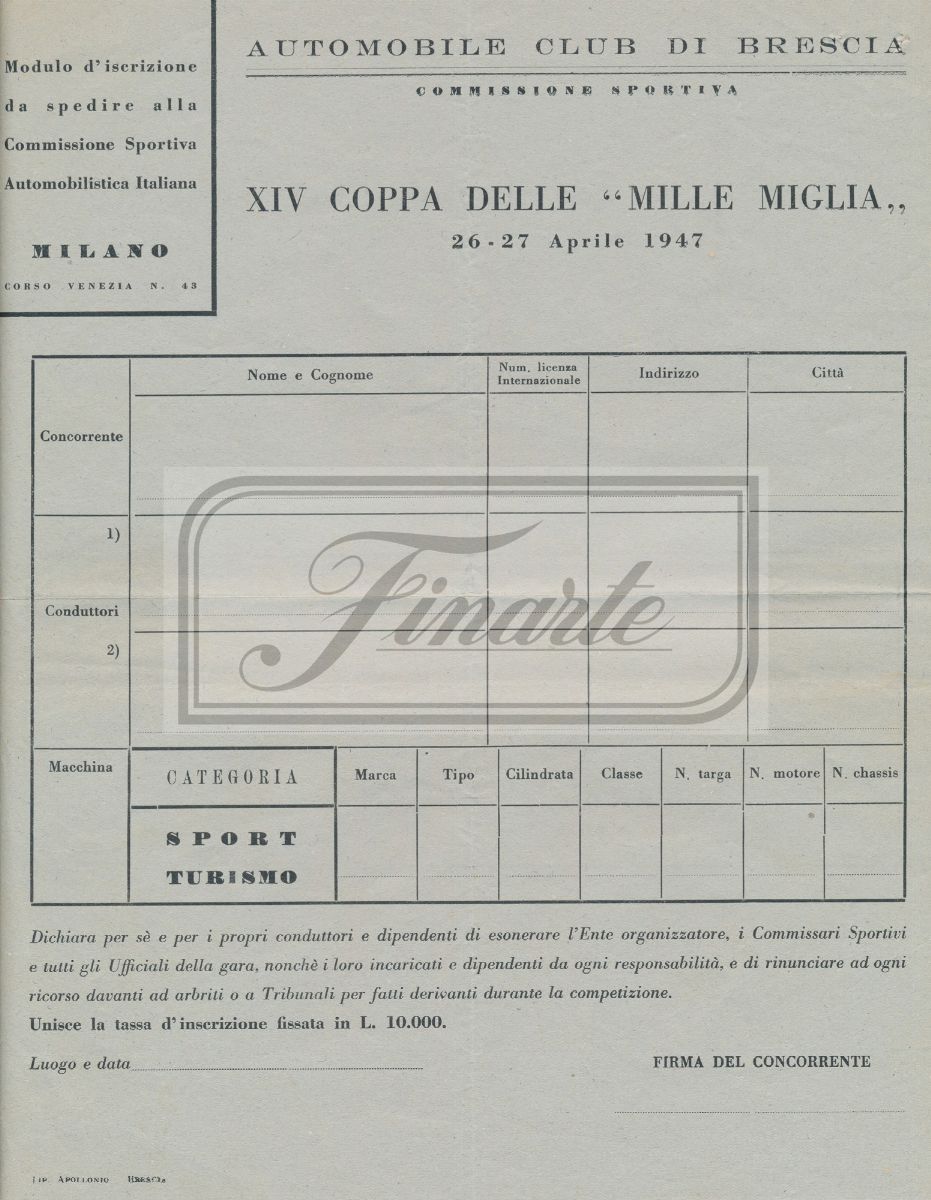 Modulo d'iscrizione
da spedire alla
Commissione Sportiva
Automobilistica Italiana
MILANO
CORSO VENEZIA N. 43
AUTOMOBILE CLUB DI BRESCIA
COMMISSIONE SPORTIVA
XIV COPPA DELLE “MILLE MIGLIA„
26 - 27 Aprile 1947
Nome e Cognome
Num. licenza
Internazionale
Indirizzo
Città
Concorrente
1)
Conduttori
2)
Finarte
Macchina
CATEGORIA
Marca
Tipo
Cilindrata
Classe
N. targa
N. motore
N. chassis
SPORT
TURISMO
Dichiara per sè e per i propri conduttori e dipendenti di esonerare l'Ente organizzatore, i Commissari Sportivi
e tutti gli Ufficiali della gara, nonchè i loro incaricati e dipendenti da ogni responsabilità, e di rinunciare ad ogni
ricorso davanti ad arbriti o a Tribunali per fatti derivanti durante la competizione.
Unisce la tassa d'inscrizione fissata in L. 10.000.
Luogo e data
FIRMA DEL CONCORRENTE
TIP. APOLLONIO BRESCIA